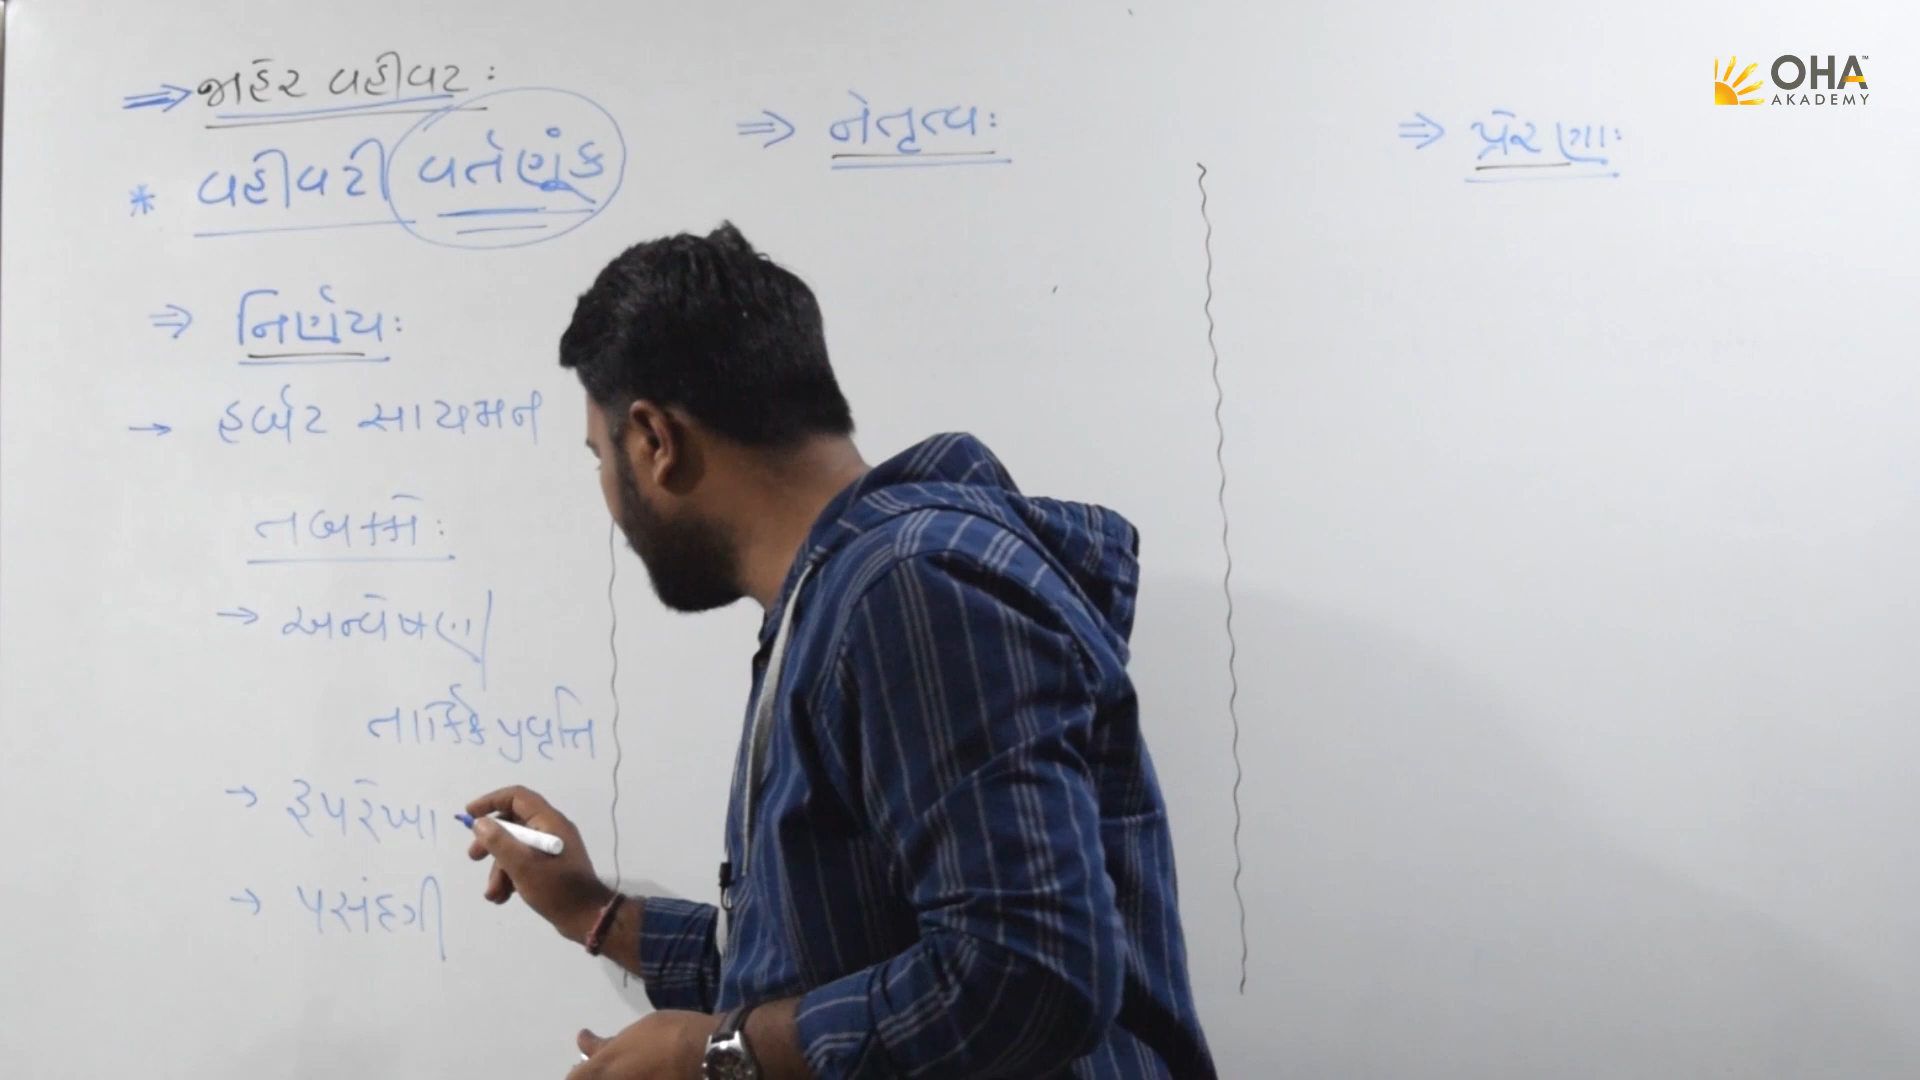 ⇒ જાહેર વહીવટ :
* વહીવટી વર્તણૂંક
⇒ નિર્ણય :
→ હર્બટ સાયમન
તબક્કે :
→ અન્વેષણ
તાર્કિક પ્રવૃત્તિ
→ રૂપરેખા
→ પસંદગી
⇒ નેતૃત્વ :
⇒ પ્રેરણા :
OHA™
AKADEMY